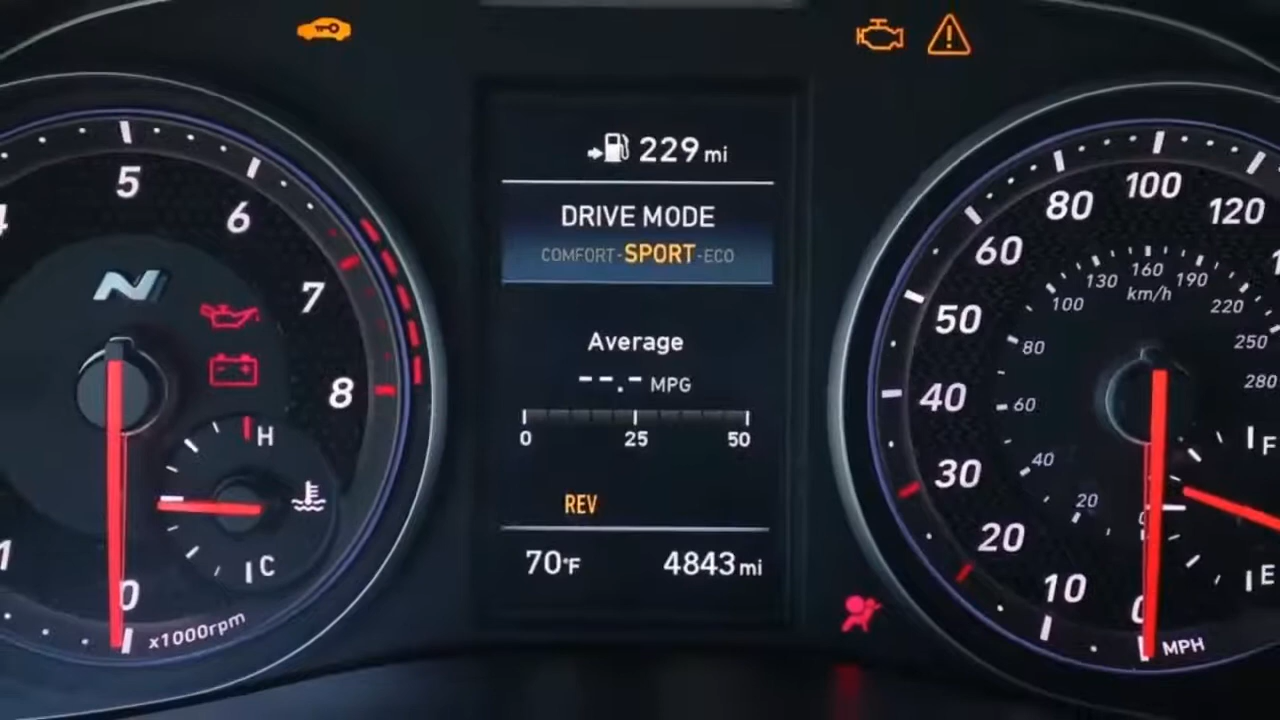 229 mi
DRIVE MODE
COMFORT-SPORT-ECO
Average
--.- MPG
0 25 50
REV
70°F 4843 mi
4
5
6
7
8
1
0
x1000rpm
N
H
C
0
10
20
30
40
50
60
80
100
120
MPH
20
40
60
80
100
130
160
190
220
250
280
km/h
F
E